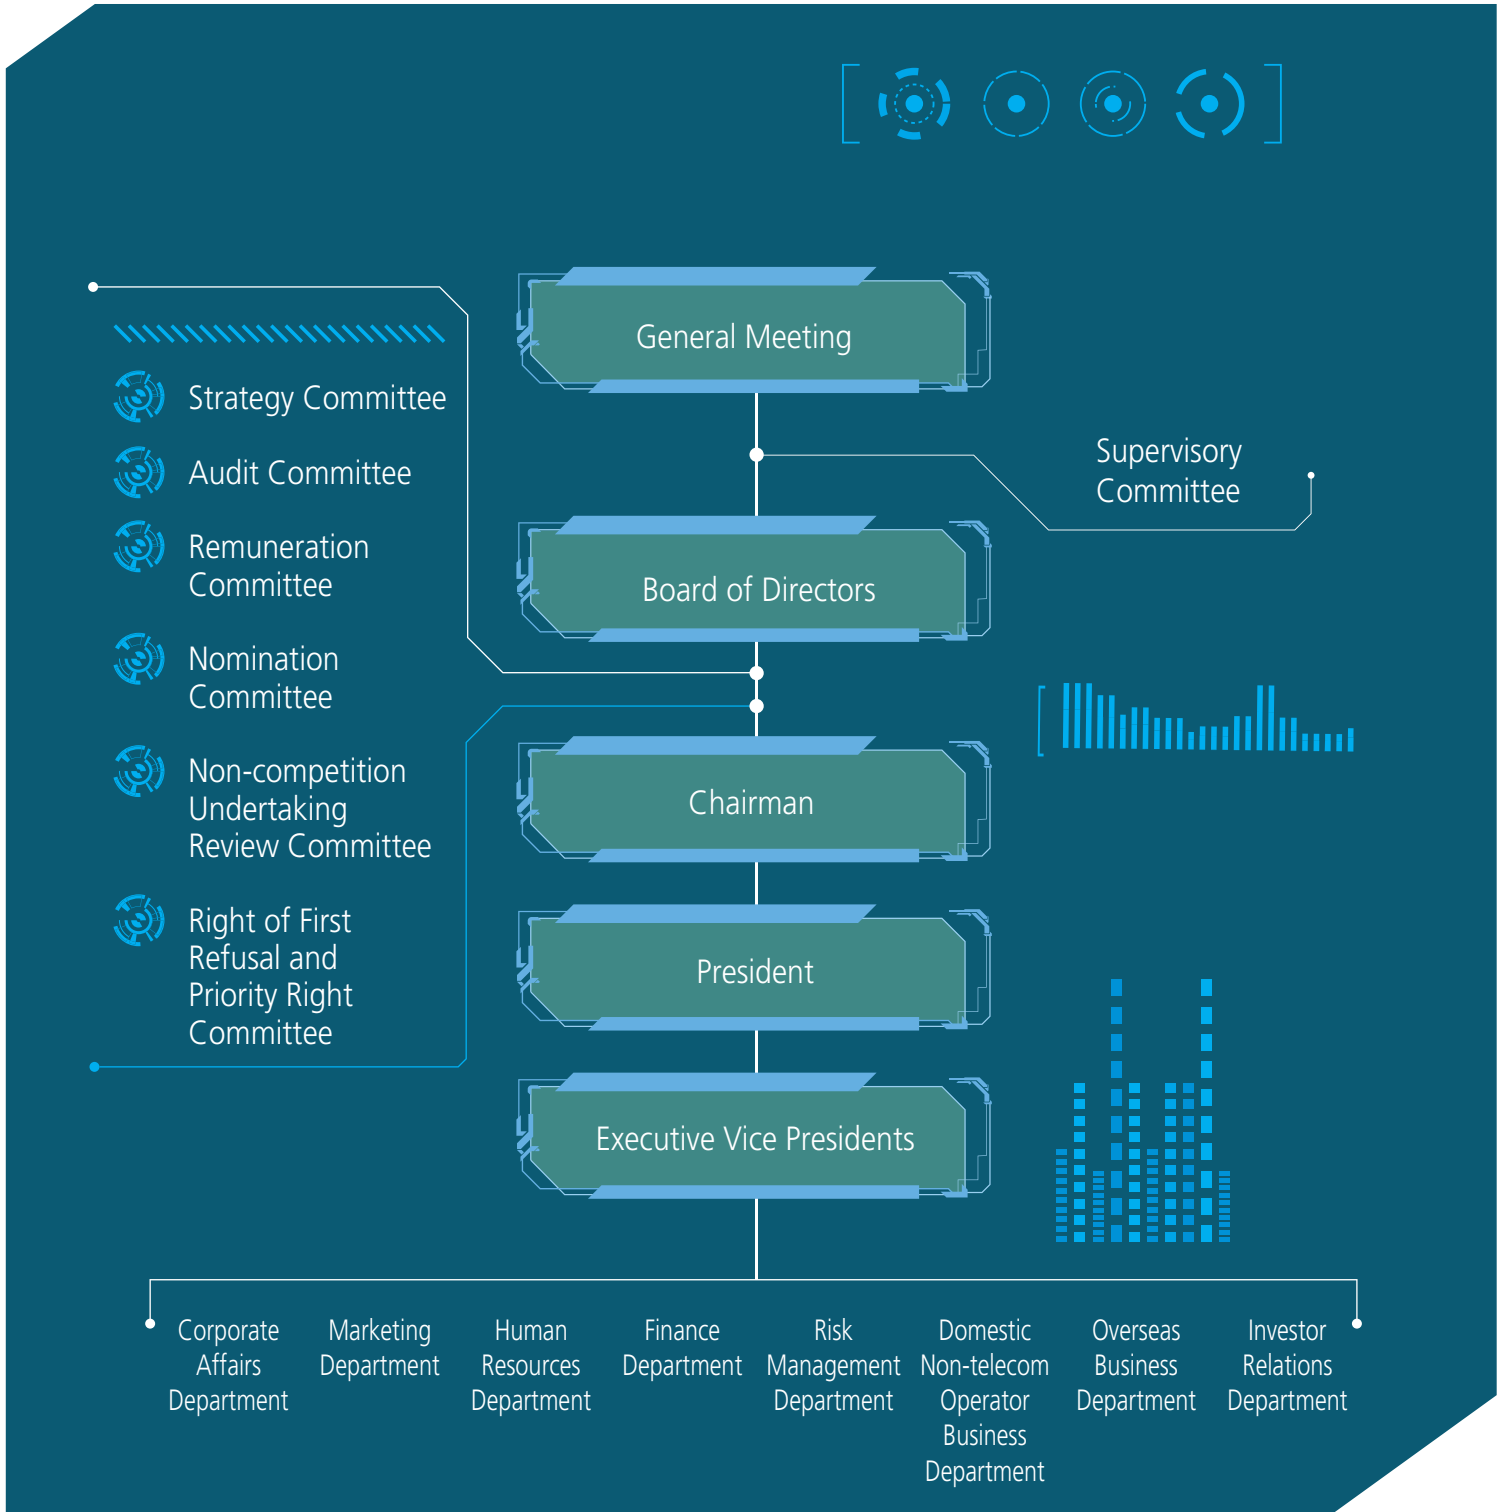 General Meeting
Supervisory
Committee
Board of Directors
Chairman
President
Executive Vice Presidents
Strategy Committee
Audit Committee
Remuneration
Committee
Nomination
Committee
Non-competition
Undertaking
Review Committee
Right of First
Refusal and
Priority Right
Committee
Corporate
Affairs
Department
Marketing
Department
Human
Resources
Department
Finance
Department
Risk
Management
Department
Domestic
Non-telecom
Operator
Business
Department
Overseas
Business
Department
Investor
Relations
Department